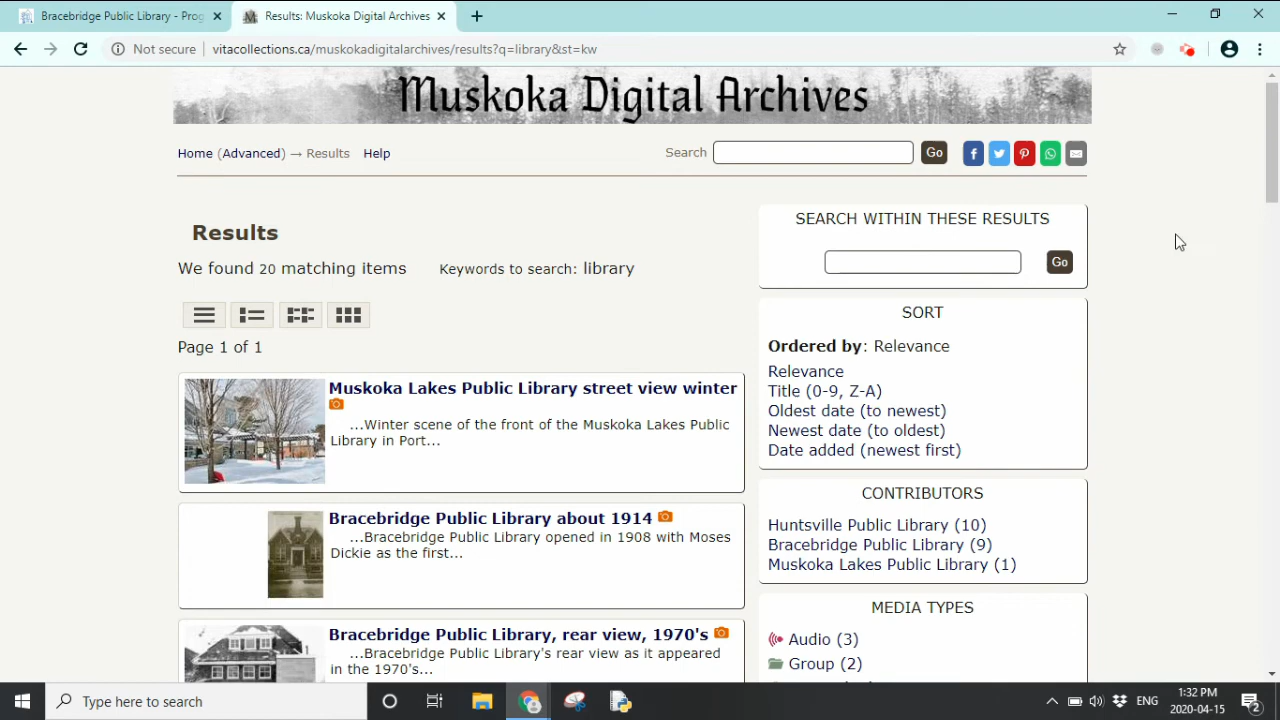 Bracebridge Public Library - Prog
Results: Muskoka Digital Archives
Not secure
vitacollections.ca/muskokadigitalarchives/results?q=library&st=kw
Muskoka Digital Archives
Home (Advanced) → Results Help
Search
Go
Results
We found 20 matching items
Keywords to search: library
Page 1 of 1
Muskoka Lakes Public Library street view winter
...Winter scene of the front of the Muskoka Lakes Public
Library in Port...
Bracebridge Public Library about 1914
...Bracebridge Public Library opened in 1908 with Moses
Dickie as the first...
Bracebridge Public Library, rear view, 1970's
...Bracebridge Public Library's rear view as it appeared
in the 1970's...
SEARCH WITHIN THESE RESULTS
Go
SORT
Ordered by: Relevance
Relevance
Title (0-9, Z-A)
Oldest date (to newest)
Newest date (to oldest)
Date added (newest first)
CONTRIBUTORS
Huntsville Public Library (10)
Bracebridge Public Library (9)
Muskoka Lakes Public Library (1)
MEDIA TYPES
Audio (3)
Group (2)
Type here to search
ENG
1:32 PM
2020-04-15
2